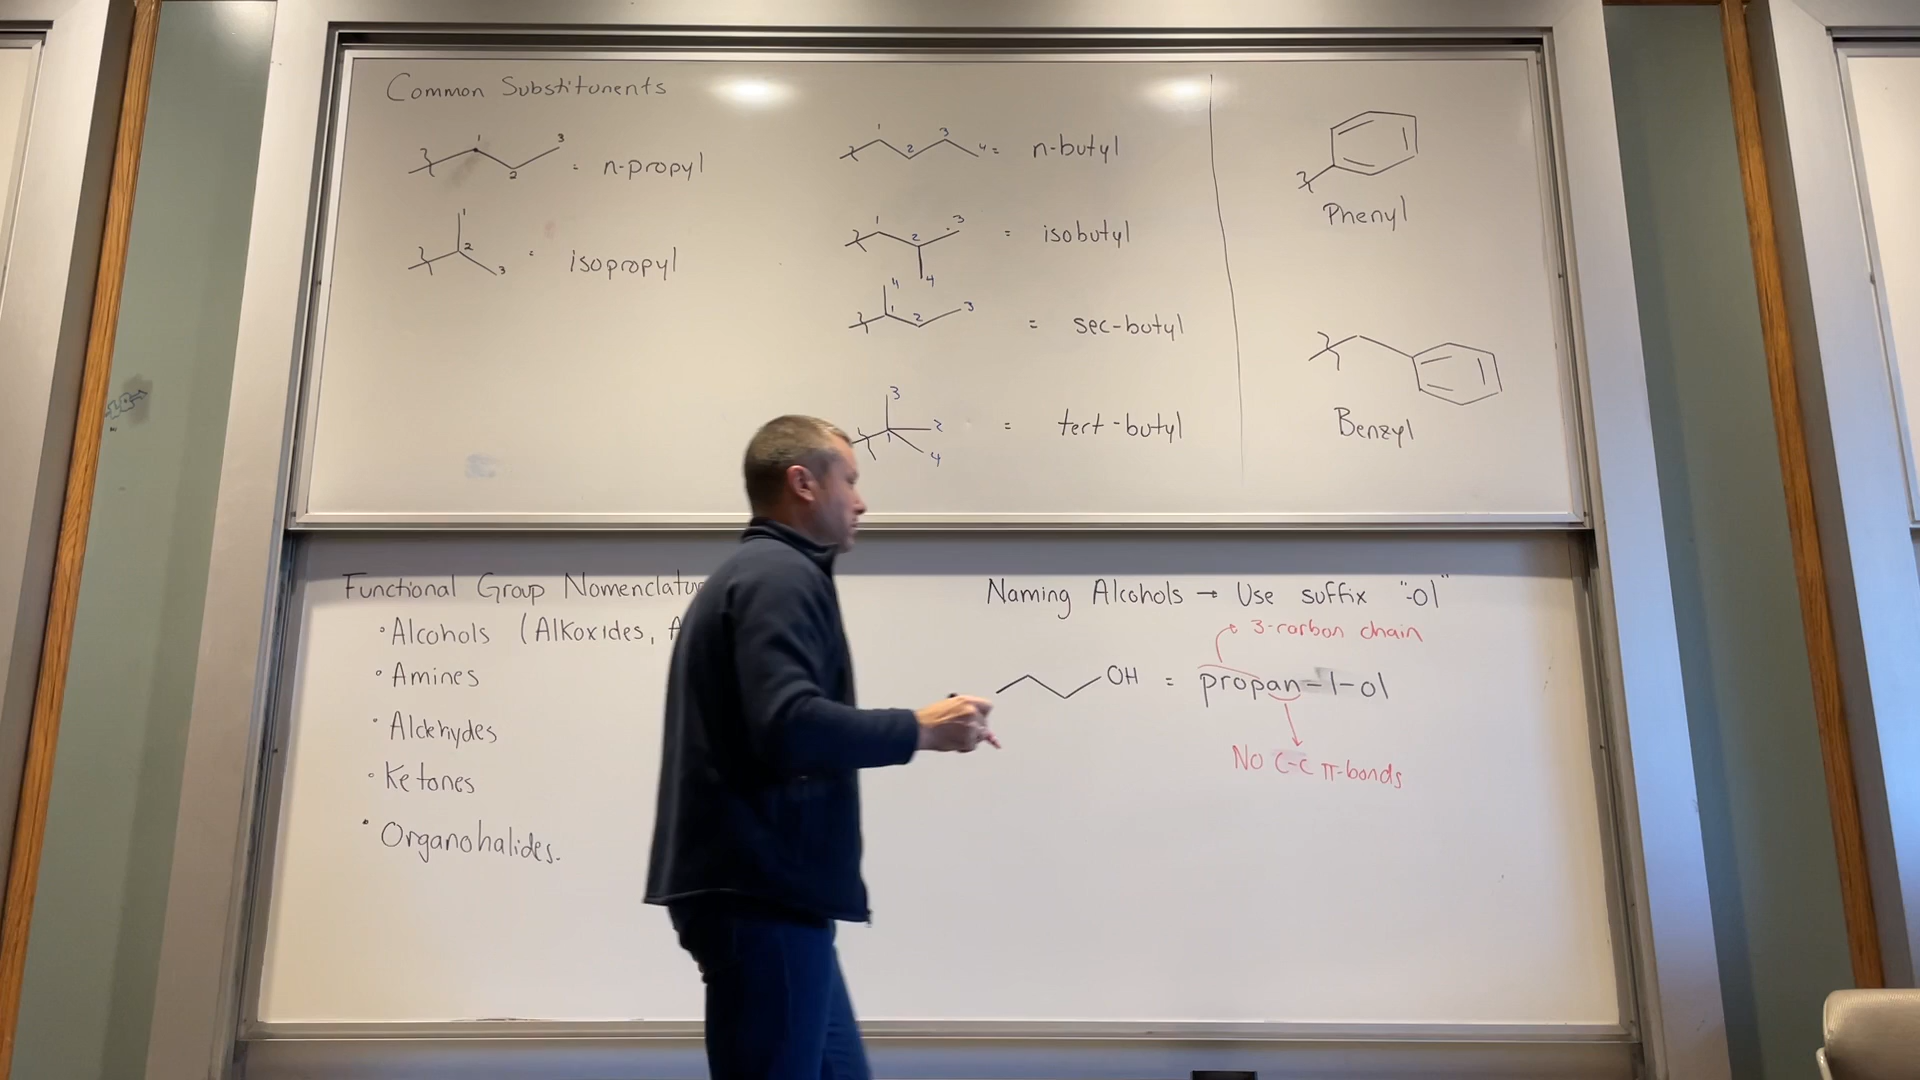 Common Substitunents
1 2 3 = n-propyl
1 2 3 = isopropyl
1 2 3 4 = n-butyl
1 2 3 4 = isobutyl
4 1 2 3 = sec-butyl
3 1 2 4 = tert-butyl
Phenyl
Benzyl
Functional Group Nomenclatur
• Alcohols (Alkoxides, A
• Amines
• Aldehydes
• Ketones
• Organohalides.
Naming Alcohols → Use suffix "-ol"
3-carbon chain
OH = propan-1-ol
No C-C π-bonds